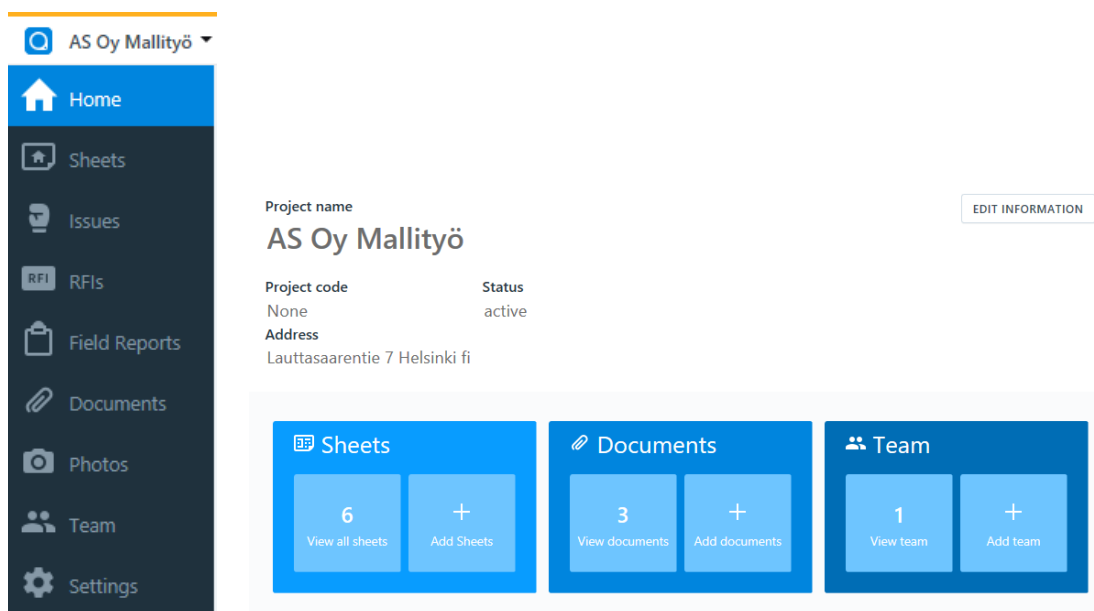 AS Oy Mallityö
Home
Sheets
Issues
RFI RFIs
Field Reports
Documents
Photos
Team
Settings
Project name
EDIT INFORMATION
AS Oy Mallityö
Project code Status
None active
Address
Lauttasaarentie 7 Helsinki fi
Sheets
6
View all sheets
Add Sheets
Documents
3
View documents
Add documents
Team
1
View team
Add team